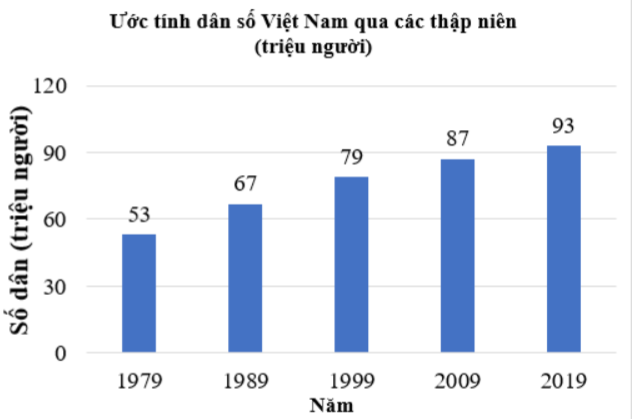 Ước tính dân số Việt Nam qua các thập niên
(triệu người)
Số dân (triệu người)
120
90
60
30
0
53
67
79
87
93
1979 1989 1999 2009 2019
Năm